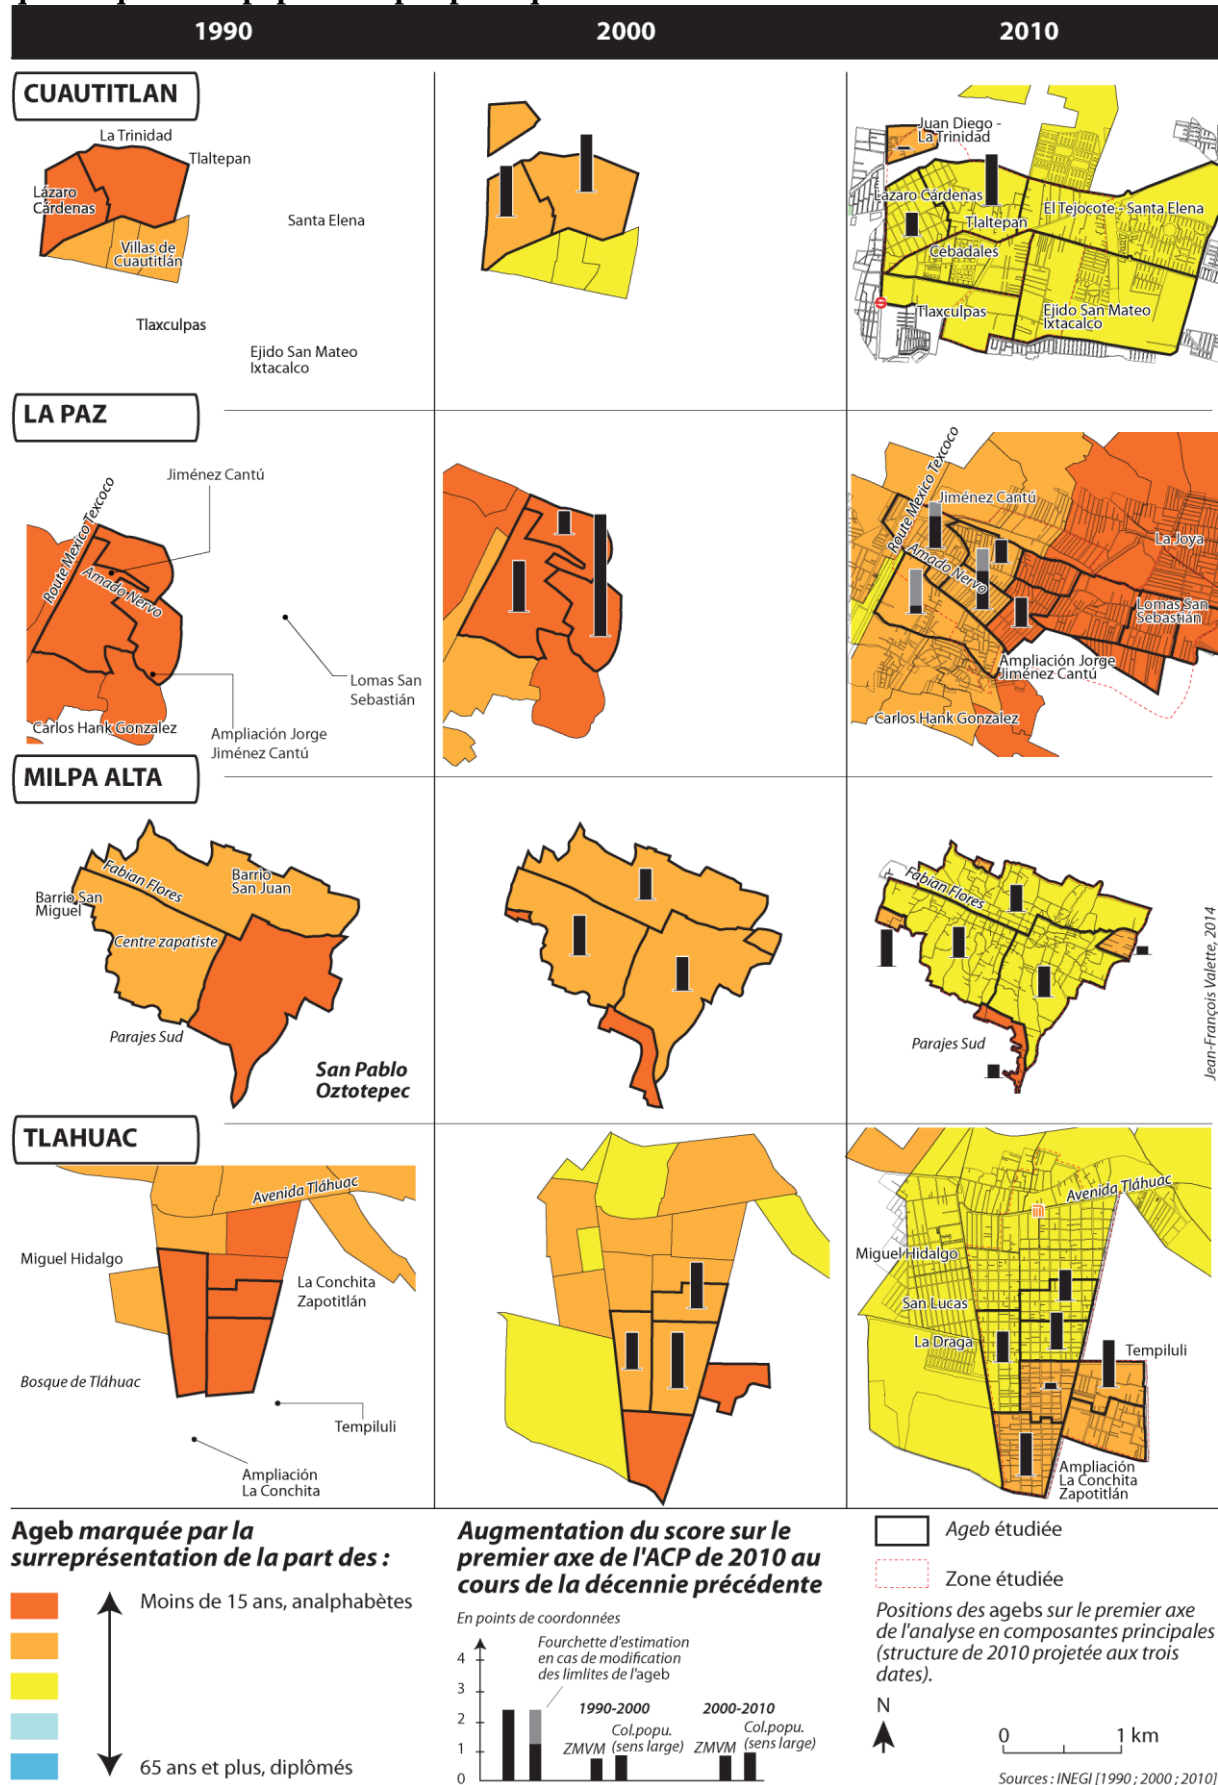 1990
2000
2010
CUAUTITLAN
La Trinidad
Tlaltepan
Lázaro
Cárdenas
Santa Elena
Villas de
Cuautitlán
Tlaxculpas
Ejido San Mateo
Ixtacalco
Juan Diego -
La Trinidad
Lazaro Cárdenas
El Tejocote - Santa Elena
Tlaltepan
Cebadales
Tlaxculpas
Ejido San Mateo
Ixtacalco
LA PAZ
Jiménez Cantú
Route Mexico Texcoco
Amado Nervo
Lomas San
Sebastián
Carlos Hank Gonzalez
Ampliación Jorge
Jiménez Cantú
Route Mexico Texcoco
Jiménez Cantú
La Joya
Amado Nervo
Lomas San
Sebastián
Ampliación Jorge
Jiménez Cantú
Carlos Hank Gonzalez
MILPA ALTA
Fabian Flores
Barrio
San Juan
Barrio San
Miguel
Centre zapatiste
Parajes Sud
San Pablo
Oztotepec
Fabian Flores
Parajes Sud
Jean-François Valette, 2014
TLAHUAC
Avenida Tláhuac
Miguel Hidalgo
La Conchita
Zapotitlán
Bosque de Tláhuac
Tempiluli
Ampliación
La Conchita
Avenida Tláhuac
Miguel Hidalgo
San Lucas
La Draga
Tempiluli
Ampliación
La Conchita
Zapotitlán
Ageb marquée par la
surreprésentation de la part des :
Moins de 15 ans, analphabètes
65 ans et plus, diplômés
Augmentation du score sur le
premier axe de l'ACP de 2010 au
cours de la décennie précédente
En points de coordonnées
Fourchette d'estimation
en cas de modification
des limlites de l'ageb
4
3
2
1
0
1990-2000
2000-2010
ZMVM
Col.popu.
(sens large)
ZMVM
Col.popu.
(sens large)
Ageb étudiée
Zone étudiée
Positions des agebs sur le premier axe
de l'analyse en composantes principales
(structure de 2010 projetée aux trois
dates).
N
0
1 km
Sources : INEGI [1990 ; 2000 ; 2010]